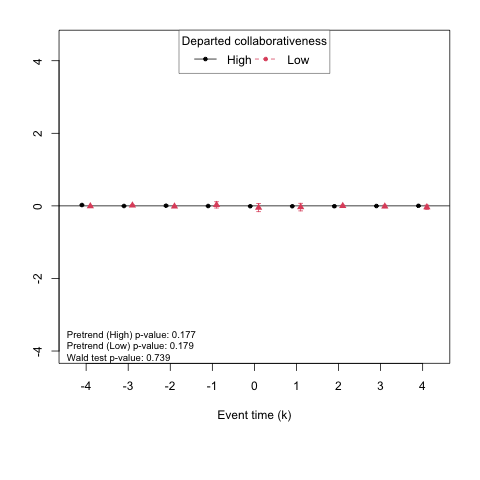 Departed collaborativeness
High Low
4
2
0
-2
-4
Pretrend (High) p-value: 0.177
Pretrend (Low) p-value: 0.179
Wald test p-value: 0.739
-4 -3 -2 -1 0 1 2 3 4
Event time (k)